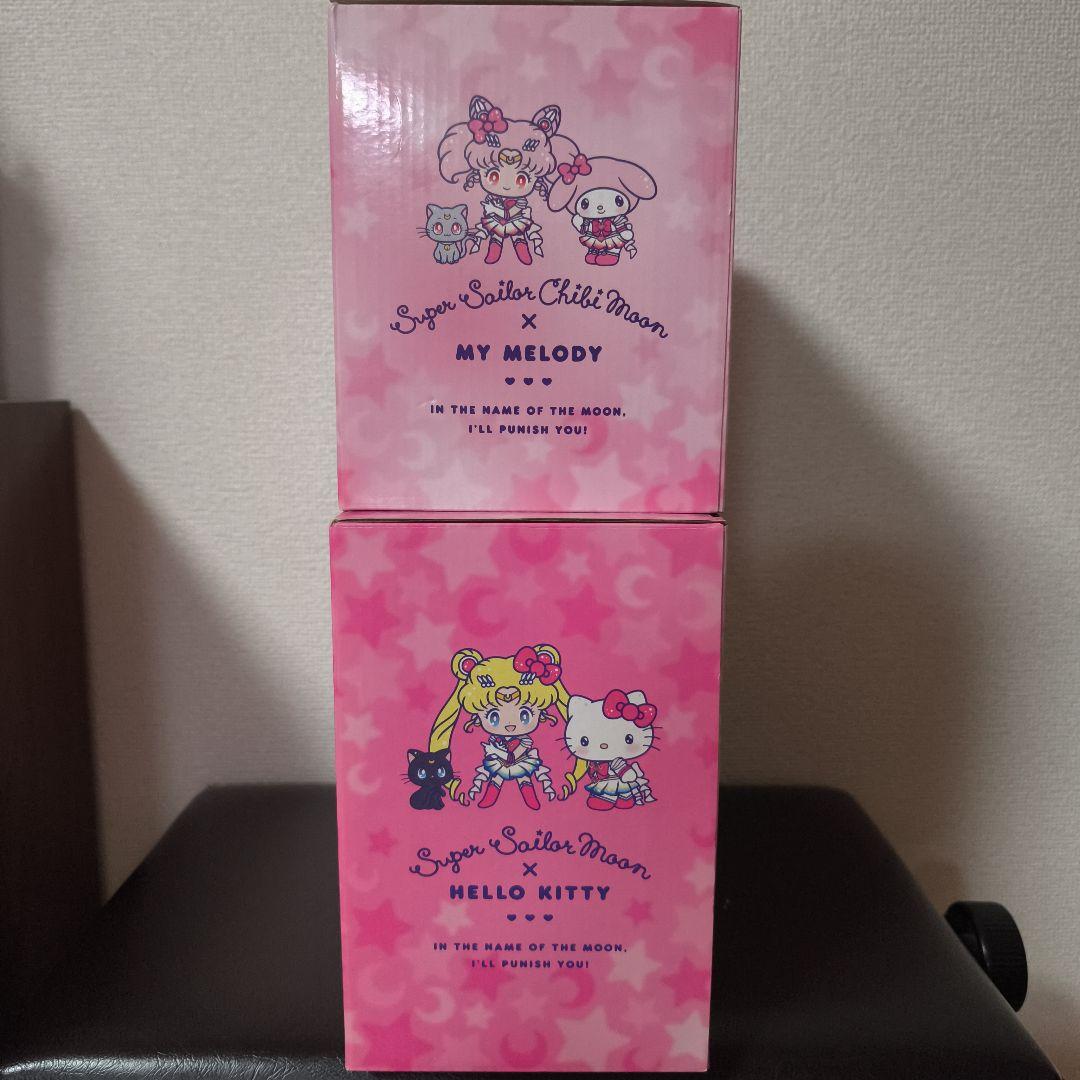 Super Sailor Chibi Moon
×
MY MELODY
IN THE NAME OF THE MOON,
I'LL PUNISH YOU!
Super Sailor Moon
×
HELLO KITTY
IN THE NAME OF THE MOON,
I'LL PUNISH YOU!